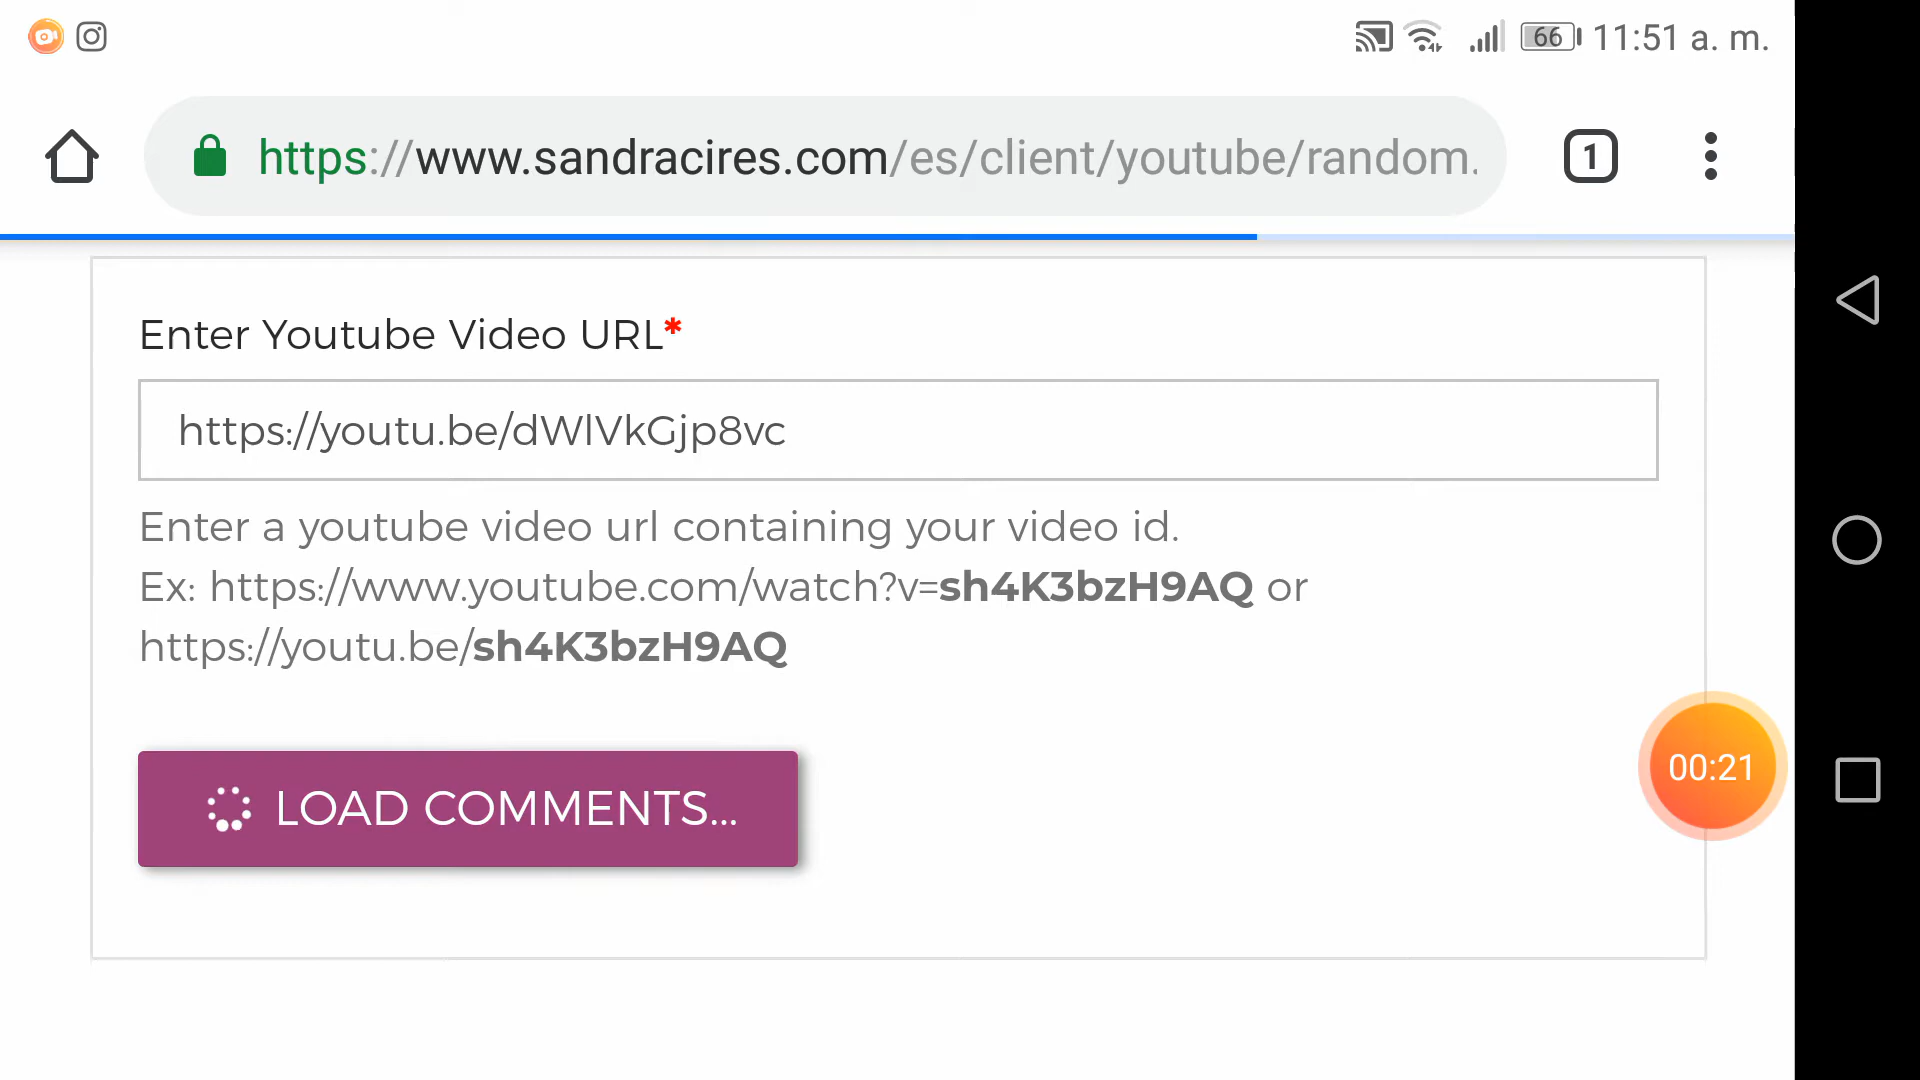 66 11:51 a. m.
https://www.sandracires.com/es/client/youtube/random.
1
Enter Youtube Video URL*
https://youtu.be/dWlVkGjp8vc
Enter a youtube video url containing your video id.
Ex: https://www.youtube.com/watch?v=sh4K3bzH9AQ or
https://youtu.be/sh4K3bzH9AQ
00:21
LOAD COMMENTS...